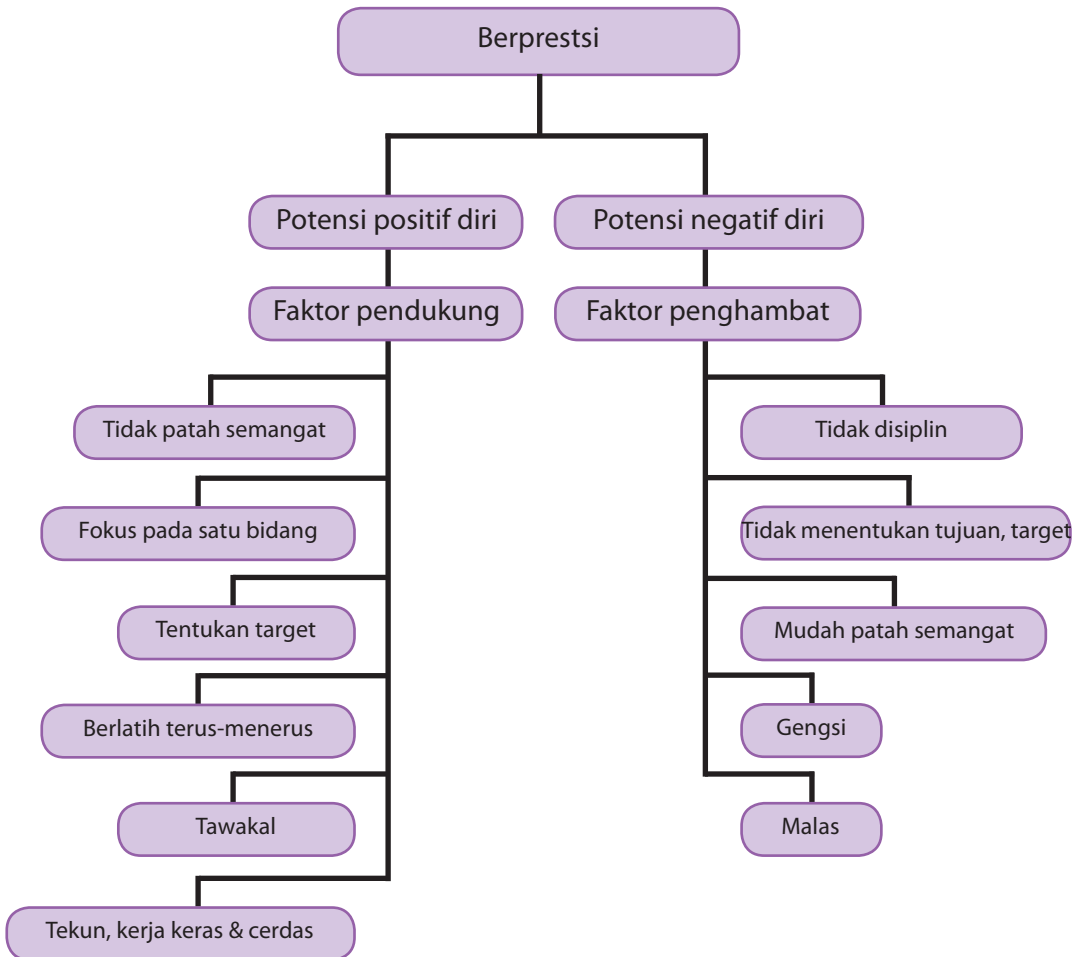 Berprestsi
Potensi positif diri
Potensi negatif diri
Faktor pendukung
Faktor penghambat
Tidak patah semangat
Fokus pada satu bidang
Tentukan target
Berlatih terus-menerus
Tawakal
Tekun, kerja keras & cerdas
Tidak disiplin
Tidak menentukan tujuan, target
Mudah patah semangat
Gengsi
Malas